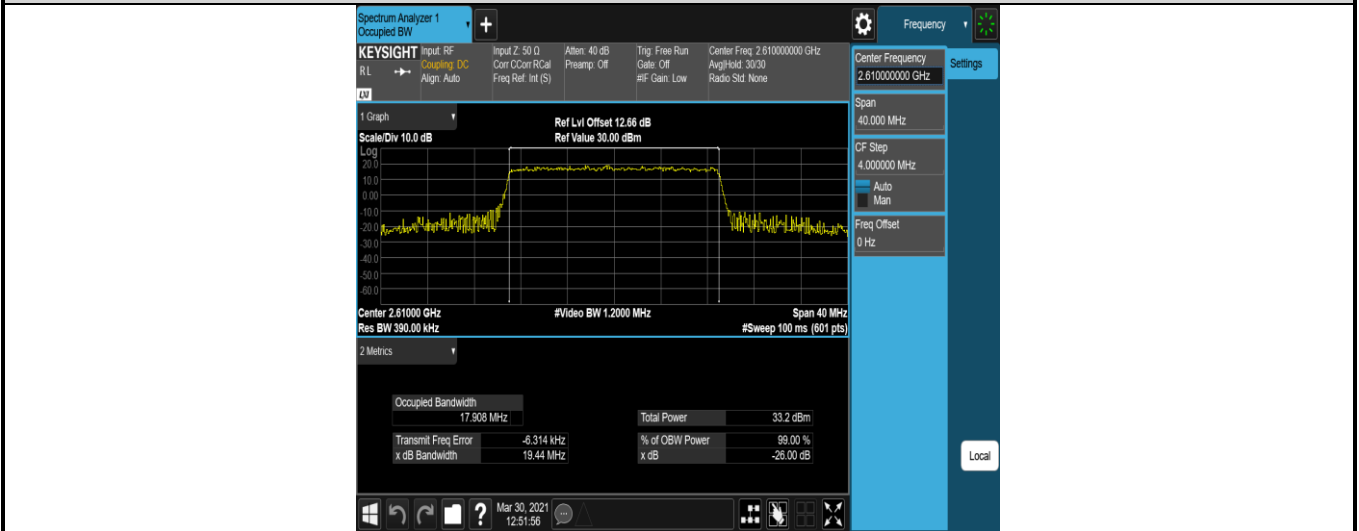 Spectrum Analyzer 1
Occupied BW
+
Frequency
KEYSIGHT
RL
LXI
Input: RF
Coupling: DC
Align: Auto
Input Z: 50 Ω
Corr CCorr RCal
Freq Ref: Int (S)
Atten: 40 dB
Preamp: Off
Trig: Free Run
Gate: Off
#IF Gain: Low
Center Freq: 2.610000000 GHz
Avg|Hold: 30/30
Radio Std: None
Center Frequency
2.610000000 GHz
Settings
Span
40.000 MHz
CF Step
4.000000 MHz
Auto
Man
Freq Offset
0 Hz
1 Graph
Scale/Div 10.0 dB
Ref Lvl Offset 12.66 dB
Ref Value 30.00 dBm
Log
20.0
10.0
0.00
-10.0
-20.0
-30.0
-40.0
-50.0
-60.0
Center 2.61000 GHz
#Video BW 1.2000 MHz
Span 40 MHz
Res BW 390.00 kHz
#Sweep 100 ms (601 pts)
2 Metrics
Occupied Bandwidth
17.908 MHz
Transmit Freq Error -6.314 kHz
x dB Bandwidth 19.44 MHz
Total Power 33.2 dBm
% of OBW Power 99.00 %
x dB -26.00 dB
Local
?
Mar 30, 2021
12:51:56